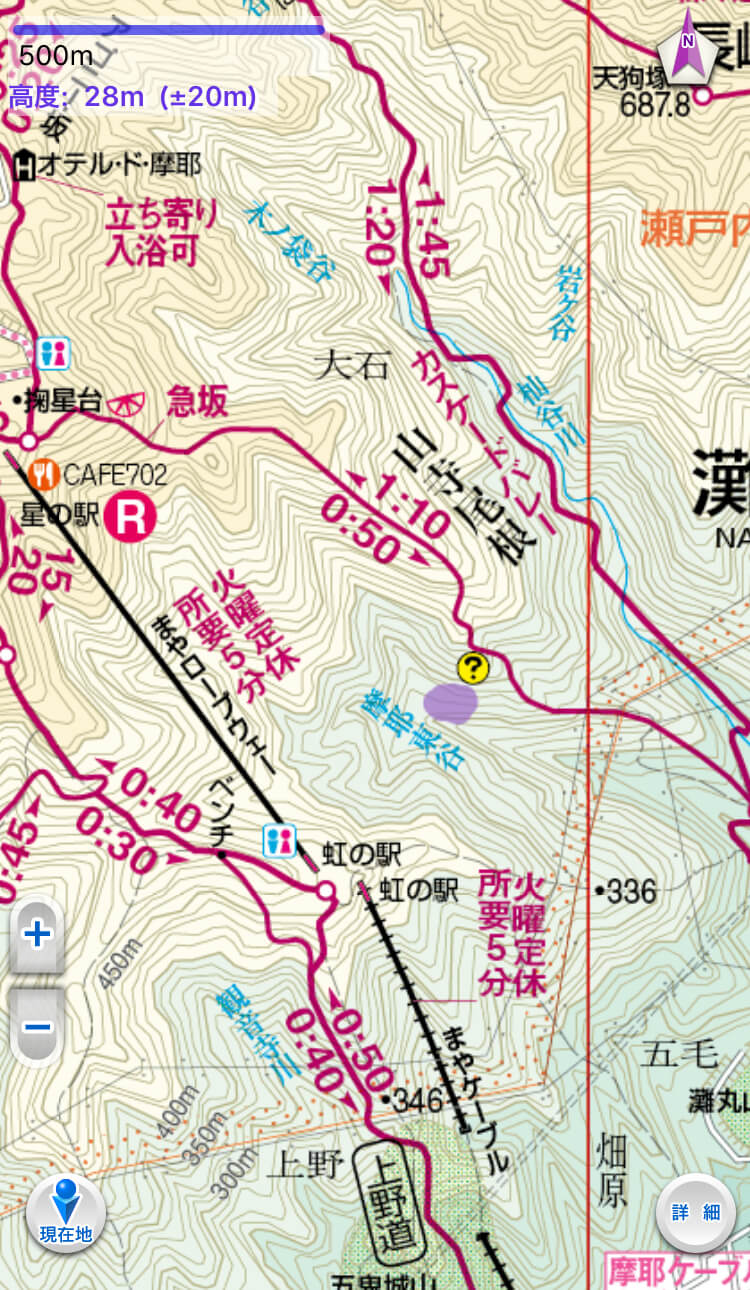 500m
高度: 28m (±20m)
N
長
天狗塚
687.8
坂
オテル・ド・摩耶
立ち寄り
入浴可
木ノ袋谷
1:20
1:45
瀬戸内
岩ヶ谷
大石
カスケードバレー
杣谷川
・掬星台
急坂
山寺尾根
CAFE702
星の駅
R
1:10
0:50
漢
NA
15
20
火曜定休
所要5分
まやロープウェー
?
摩耶東谷
ベンチ
0:40
0:30
0:45
虹の駅
虹の駅
火曜定休
所要5分
・336
+
−
450m
観音寺川
0:50
0:40
まやケーブル
・346
五毛
灘丸山
400m
350m
300m
上野
上野道
畑原
現在地
詳 細
五鬼城山
摩耶ケーブル